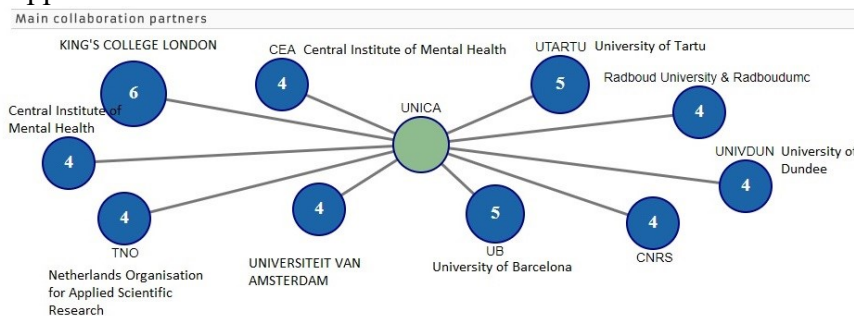 Main collaboration partners
KING'S COLLEGE LONDON
6
CEA Central Institute of Mental Health
4
UTARTU University of Tartu
5
Radboud University & Radboudumc
4
UNICA
Central Institute of
Mental Health
4
UNIVDUN University of
Dundee
4
4
TNO
Netherlands Organisation
for Applied Scientific
Research
4
UNIVERSITEIT VAN
AMSTERDAM
5
UB
University of Barcelona
4
CNRS